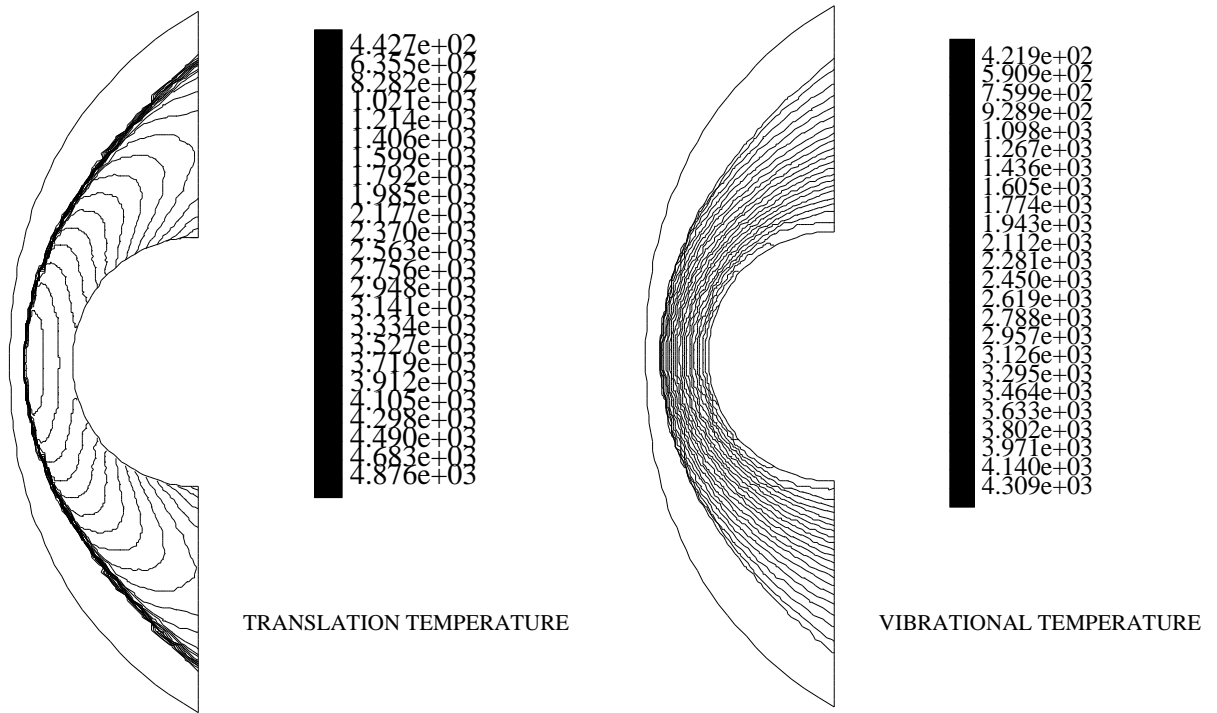 4.427e+02
6.355e+02
8.282e+02
1.021e+03
1.214e+03
1.406e+03
1.599e+03
1.792e+03
1.985e+03
2.177e+03
2.370e+03
2.563e+03
2.756e+03
2.948e+03
3.141e+03
3.334e+03
3.527e+03
3.719e+03
3.912e+03
4.105e+03
4.298e+03
4.490e+03
4.683e+03
4.876e+03
TRANSLATION TEMPERATURE
4.219e+02
5.909e+02
7.599e+02
9.289e+02
1.098e+03
1.267e+03
1.436e+03
1.605e+03
1.774e+03
1.943e+03
2.112e+03
2.281e+03
2.450e+03
2.619e+03
2.788e+03
2.957e+03
3.126e+03
3.295e+03
3.464e+03
3.633e+03
3.802e+03
3.971e+03
4.140e+03
4.309e+03
VIBRATIONAL TEMPERATURE